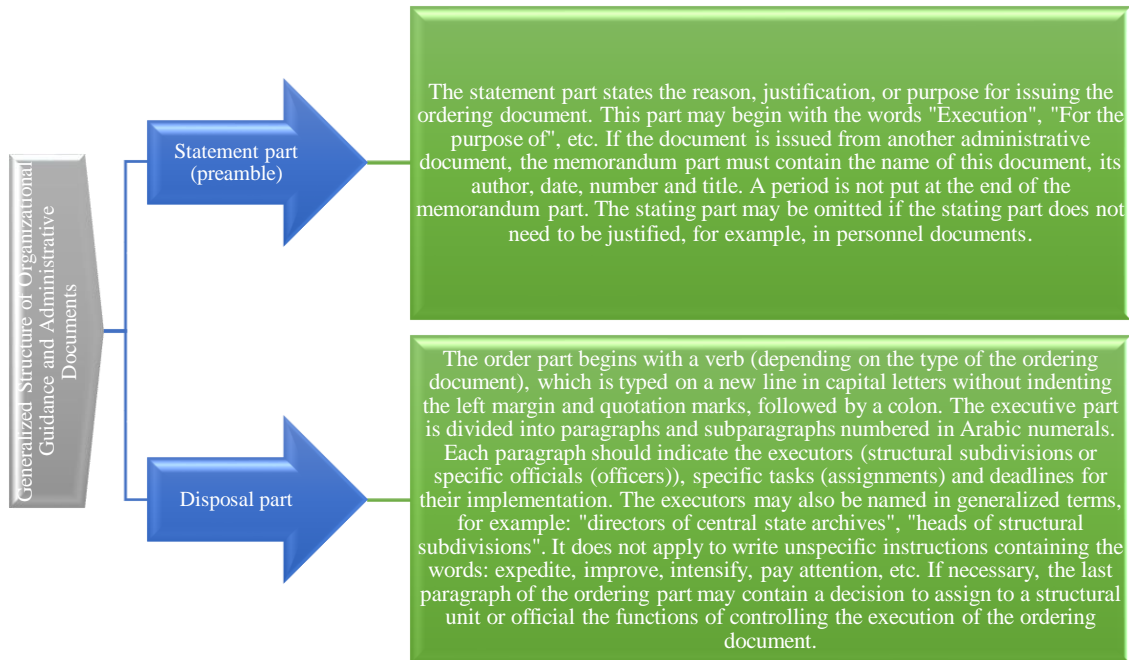 Generalized Structure of Organizational
Guidance and Administrative
Documents
Statement part
(preamble)
The statement part states the reason, justification, or purpose for issuing the
ordering document. This part may begin with the words "Execution", "For the
purpose of", etc. If the document is issued from another administrative
document, the memorandum part must contain the name of this document, its
author, date, number and title. A period is not put at the end of the
memorandum part. The stating part may be omitted if the stating part does not
need to be justified, for example, in personnel documents.
Disposal part
The order part begins with a verb (depending on the type of the ordering
document), which is typed on a new line in capital letters without indenting
the left margin and quotation marks, followed by a colon. The executive part
is divided into paragraphs and subparagraphs numbered in Arabic numerals.
Each paragraph should indicate the executors (structural subdivisions or
specific officials (officers)), specific tasks (assignments) and deadlines for
their implementation. The executors may also be named in generalized terms,
for example: "directors of central state archives", "heads of structural
subdivisions". It does not apply to write unspecific instructions containing the
words: expedite, improve, intensify, pay attention, etc. If necessary, the last
paragraph of the ordering part may contain a decision to assign to a structural
unit or official the functions of controlling the execution of the ordering
document.